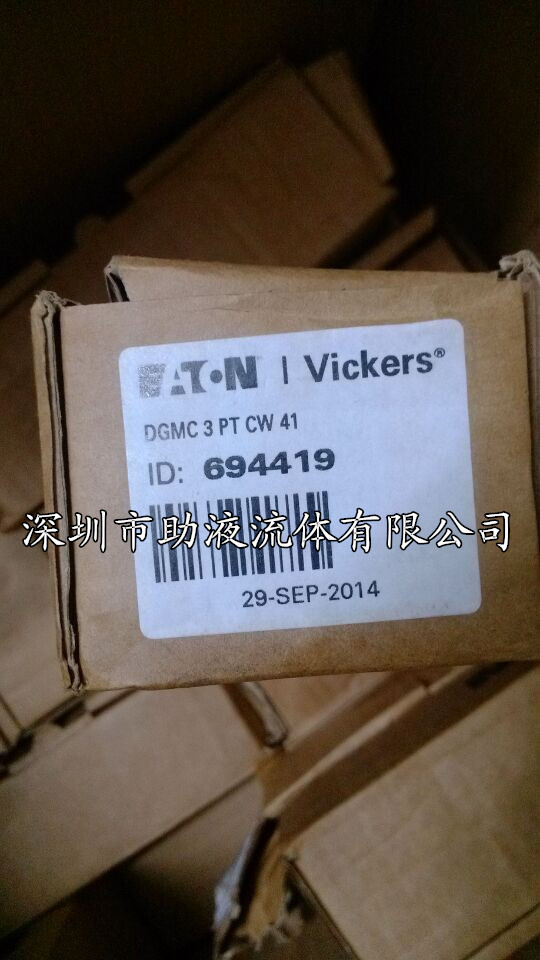 EATON | Vickers®
DGMC 3 PT CW 41
ID: 694419
深圳市助液流体有限公司
29-SEP-2014